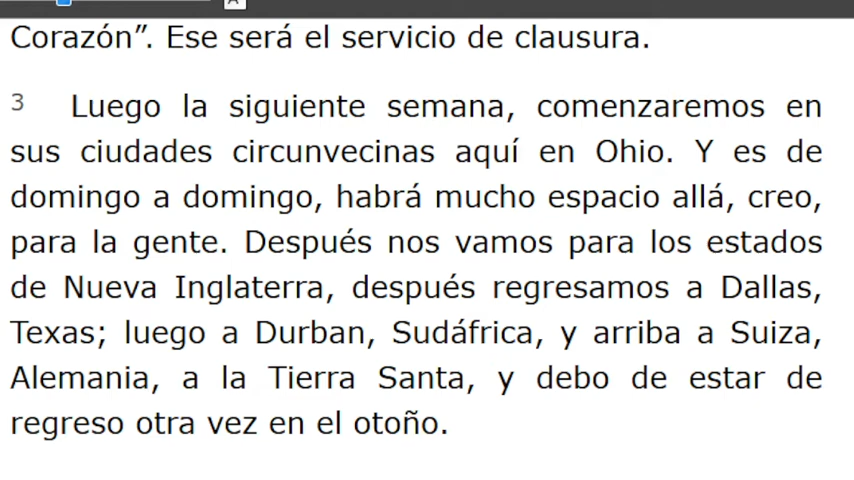 Corazón”. Ese será el servicio de clausura.
3 Luego la siguiente semana, comenzaremos en
sus ciudades circunvecinas aquí en Ohio. Y es de
domingo a domingo, habrá mucho espacio allá, creo,
para la gente. Después nos vamos para los estados
de Nueva Inglaterra, después regresamos a Dallas,
Texas; luego a Durban, Sudáfrica, y arriba a Suiza,
Alemania, a la Tierra Santa, y debo de estar de
regreso otra vez en el otoño.